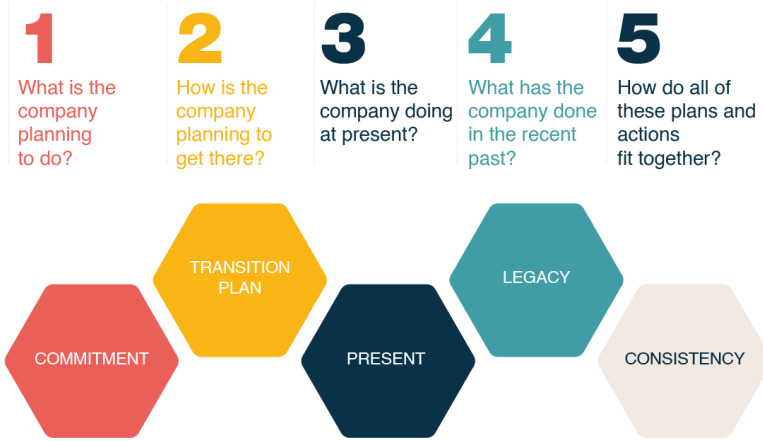 1
What is the
company
planning
to do?
2
How is the
company
planning to
get there?
3
What is the
company doing
at present?
4
What has the
company done
in the recent
past?
5
How do all of
these plans and
actions
fit together?
COMMITMENT
TRANSITION
PLAN
PRESENT
LEGACY
CONSISTENCY